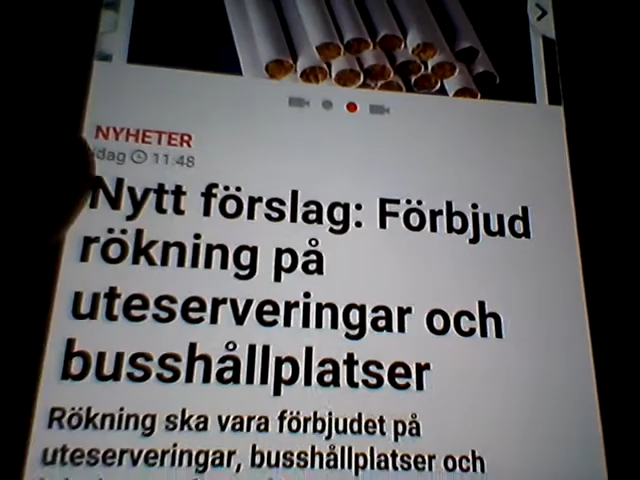 NYHETER
dag 11:48
Nytt förslag: Förbjud
rökning på
uteserveringar och
busshållplatser
Rökning ska vara förbjudet på
uteserveringar, busshållplatser och